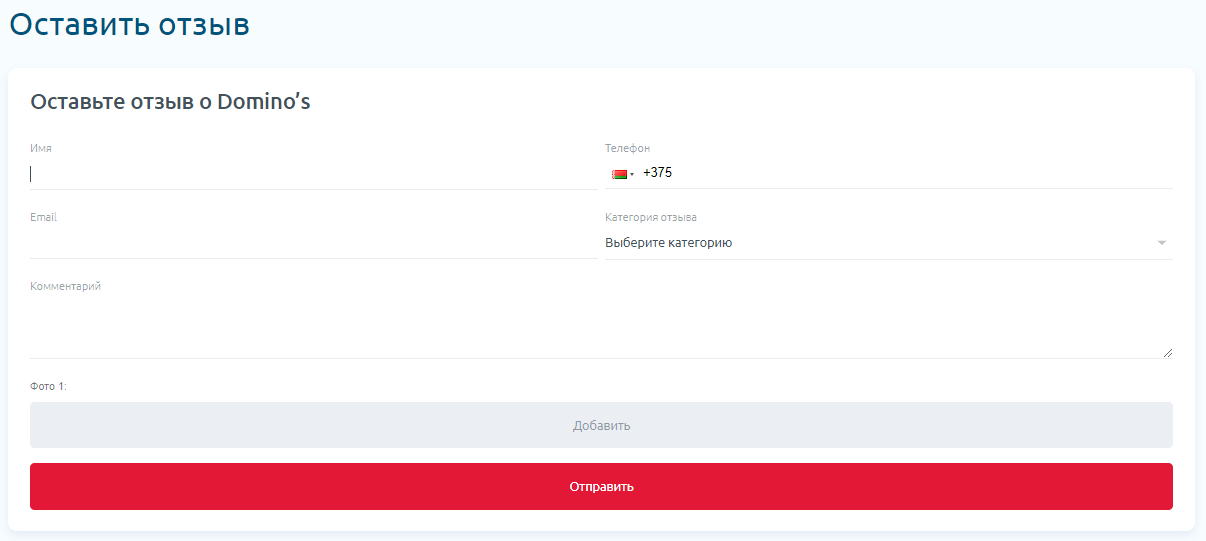 Оставить отзыв
Оставьте отзыв о Domino’s
Имя
Телефон
+375
Email
Категория отзыва
Выберите категорию
Комментарий
Фото 1:
Добавить
Отправить